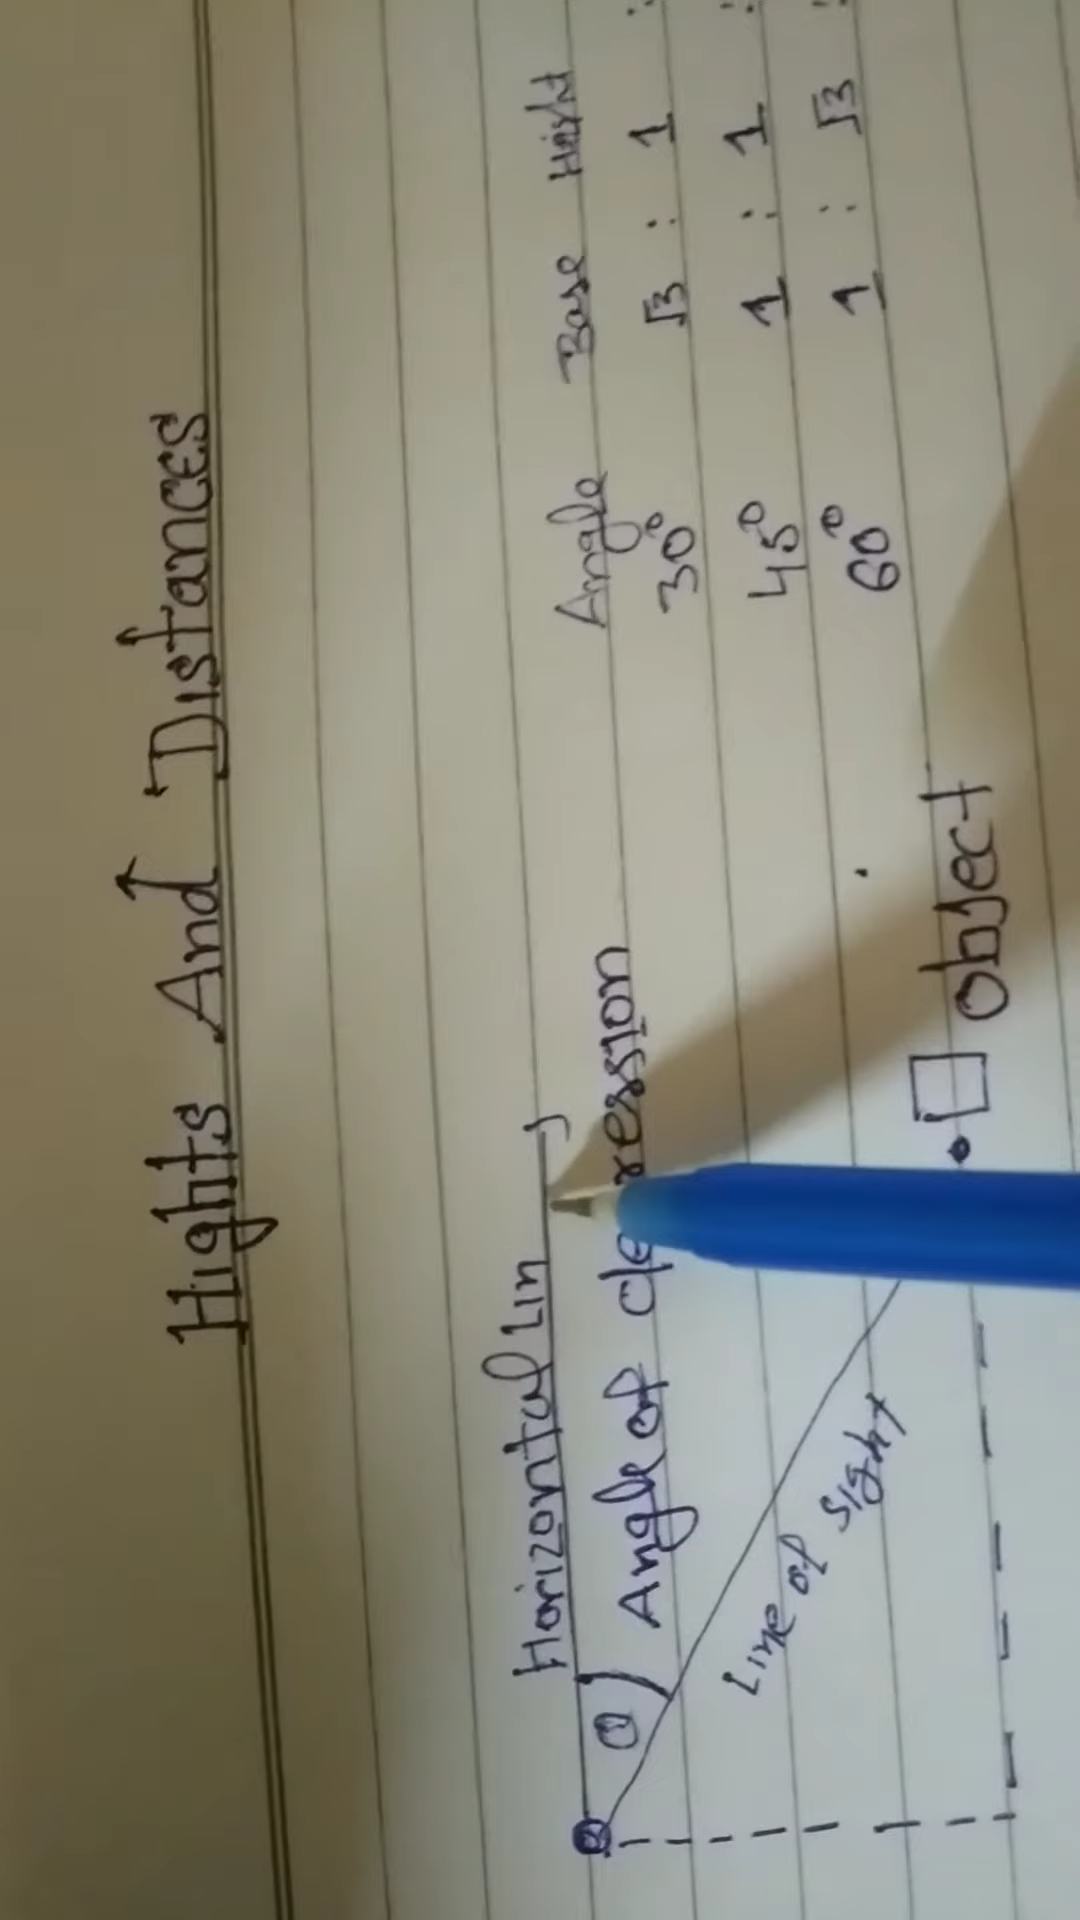 Hights And Distances
Horizontal Lin
Angle of
Line of sight
object
Angle Base Height
30° √3 : 1 :
45° 1 : 1 :
60° 1 : √3 :